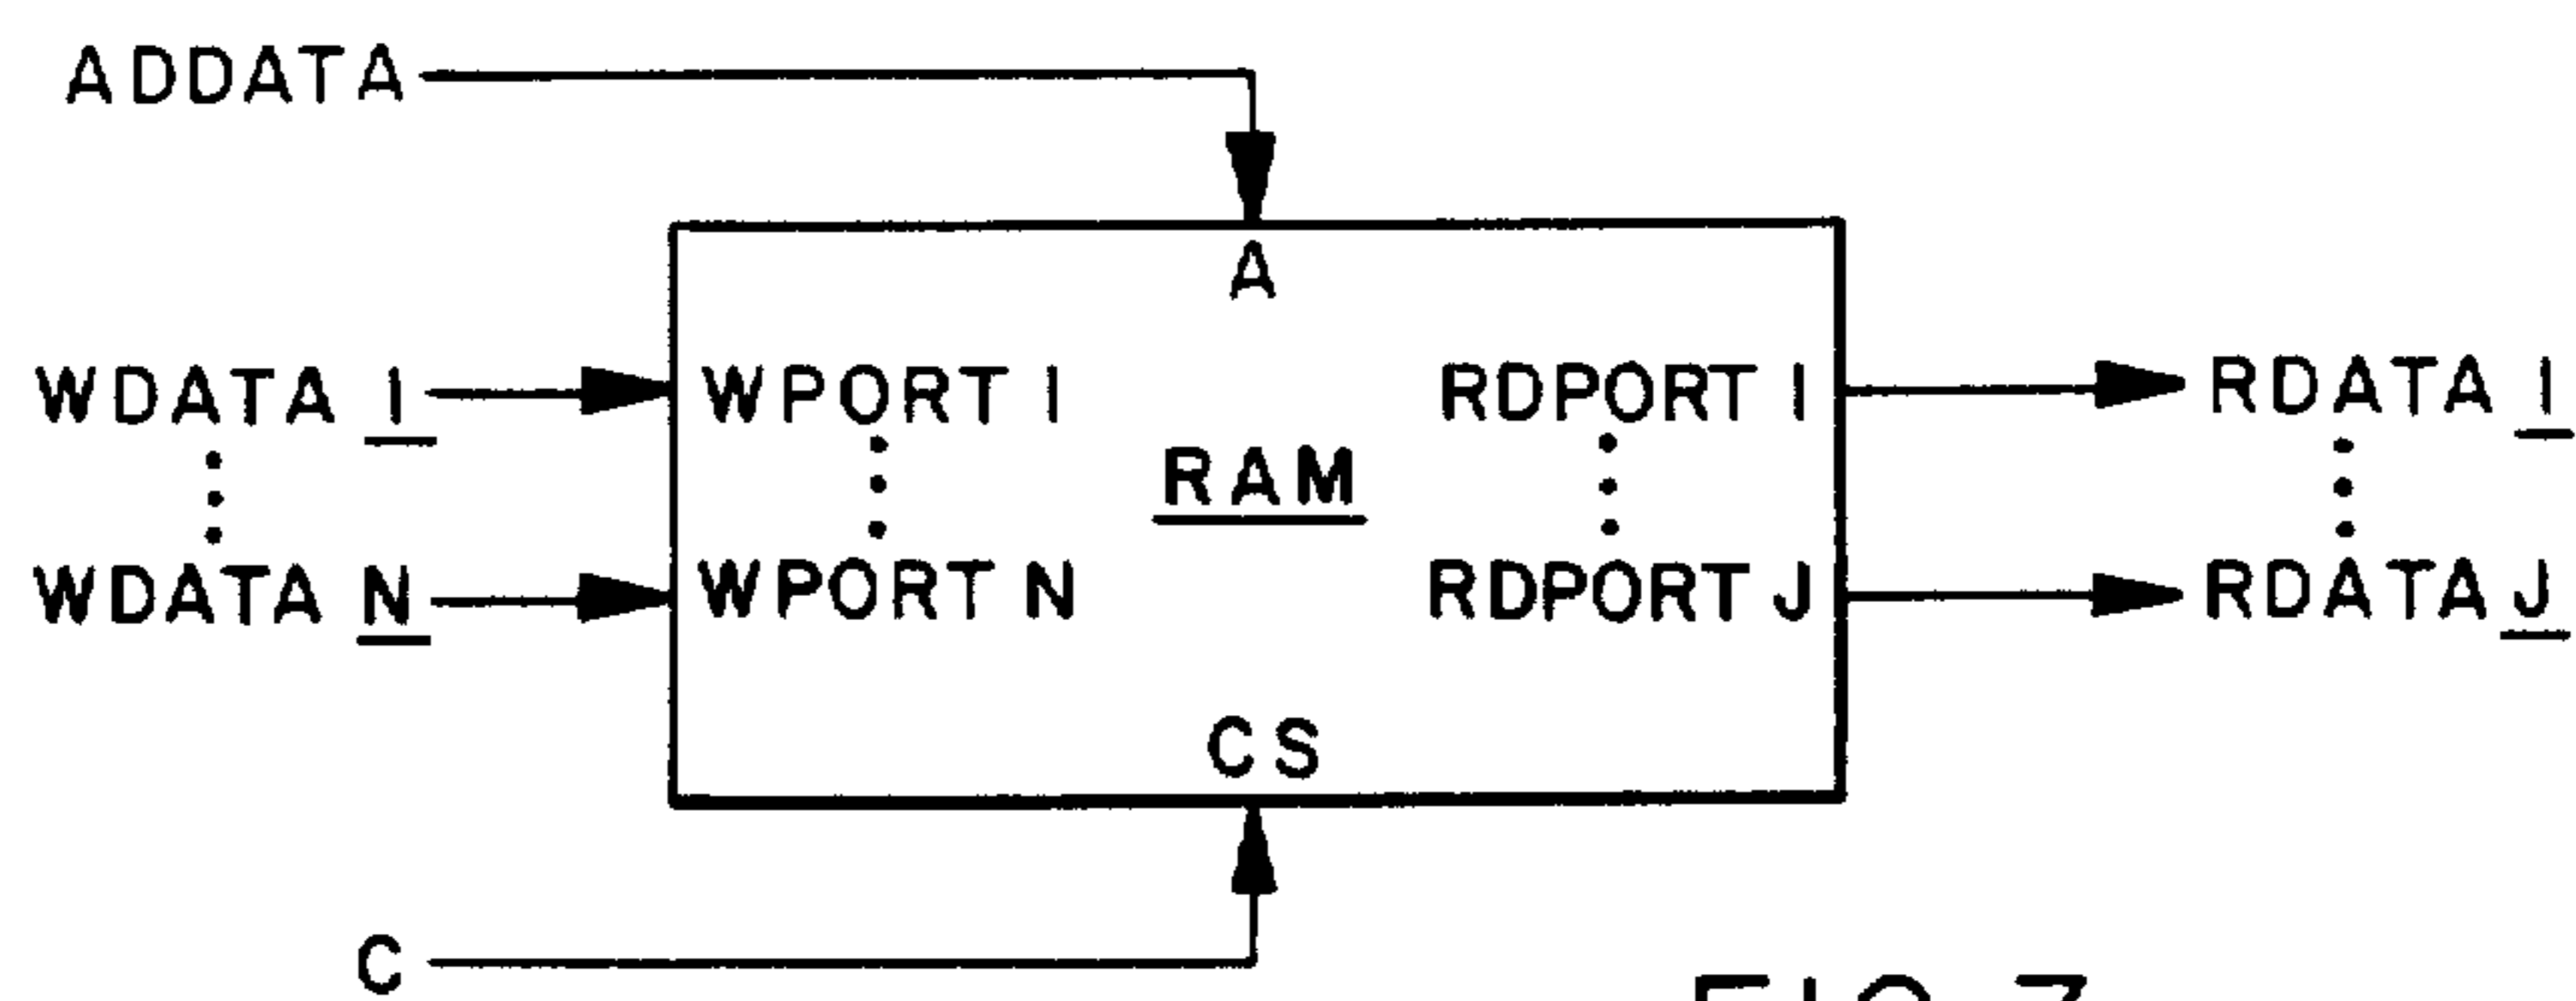 ADDATA
A
WDATA 1
WPORT 1
RDPORT 1
RDATA 1
RAM
WDATA N
WPORT N
RDPORT J
RDATA J
CS
C